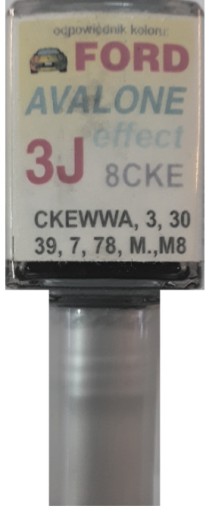 odpowiednik koloru:
FORD
AVALONE
effect
3J 8CKE
CKEWWA, 3, 30
39, 7, 78, M.,M8